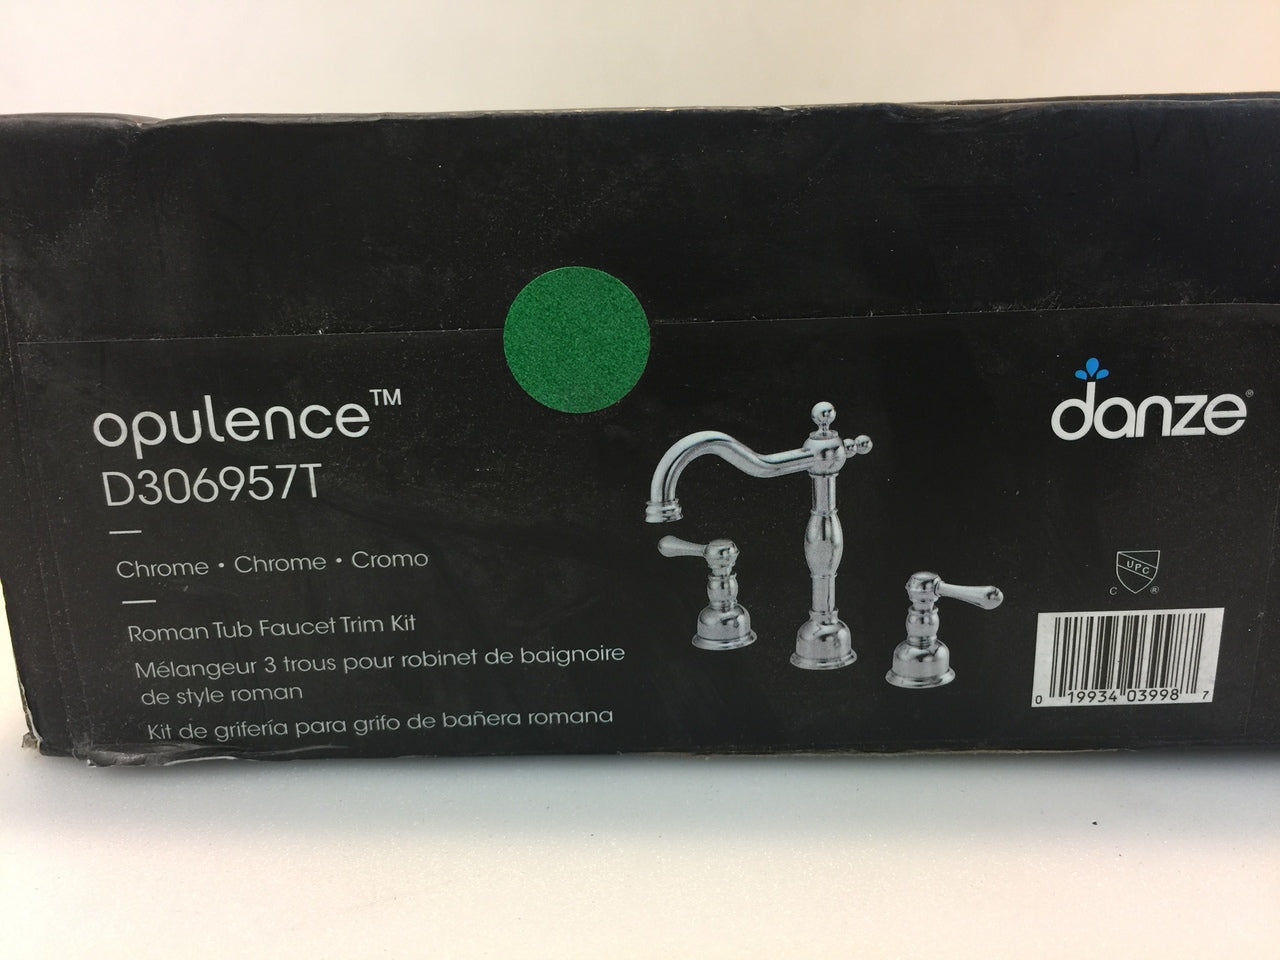 opulence™
D306957T
Chrome • Chrome • Cromo
Roman Tub Faucet Trim Kit
Mélangeur 3 trous pour robinet de baignoire
de style roman
Kit de grifería para grifo de bañera romana
danze®
UPC
C ®
0 19934 03998 7